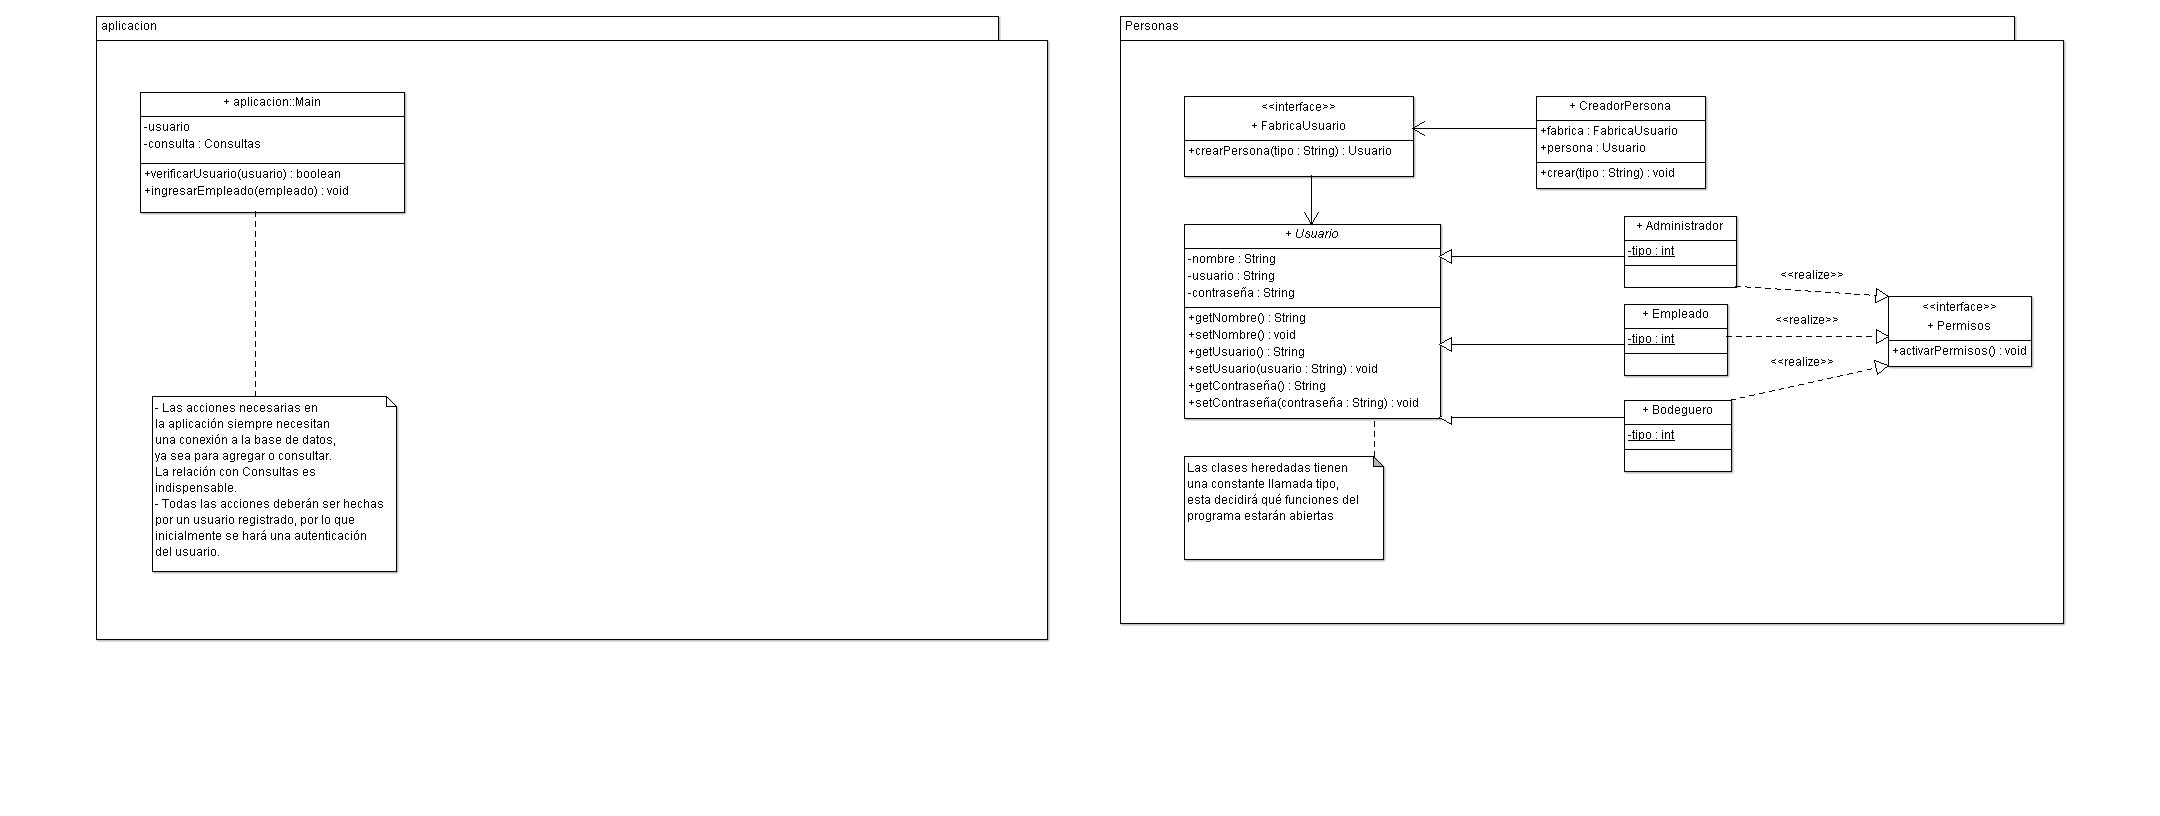 aplicacion
+ aplicacion::Main
-usuario
-consulta : Consultas
+verificarUsuario(usuario) : boolean
+ingresarEmpleado(empleado) : void
- Las acciones necesarias en
la aplicación siempre necesitan
una conexión a la base de datos,
ya sea para agregar o consultar.
La relación con Consultas es
indispensable.
- Todas las acciones deberán ser hechas
por un usuario registrado, por lo que
inicialmente se hará una autenticación
del usuario.
Personas
<<interface>>
+ FabricaUsuario
+crearPersona(tipo : String) : Usuario
+ CreadorPersona
+fabrica : FabricaUsuario
+persona : Usuario
+crear(tipo : String) : void
+ Usuario
-nombre : String
-usuario : String
-contraseña : String
+getNombre() : String
+setNombre() : void
+getUsuario() : String
+setUsuario(usuario : String) : void
+getContraseña() : String
+setContraseña(contraseña : String) : void
+ Administrador
-tipo : int
+ Empleado
-tipo : int
+ Bodeguero
-tipo : int
<<realize>>
<<realize>>
<<realize>>
<<interface>>
+ Permisos
+activarPermisos() : void
Las clases heredadas tienen
una constante llamada tipo,
esta decidirá qué funciones del
programa estarán abiertas